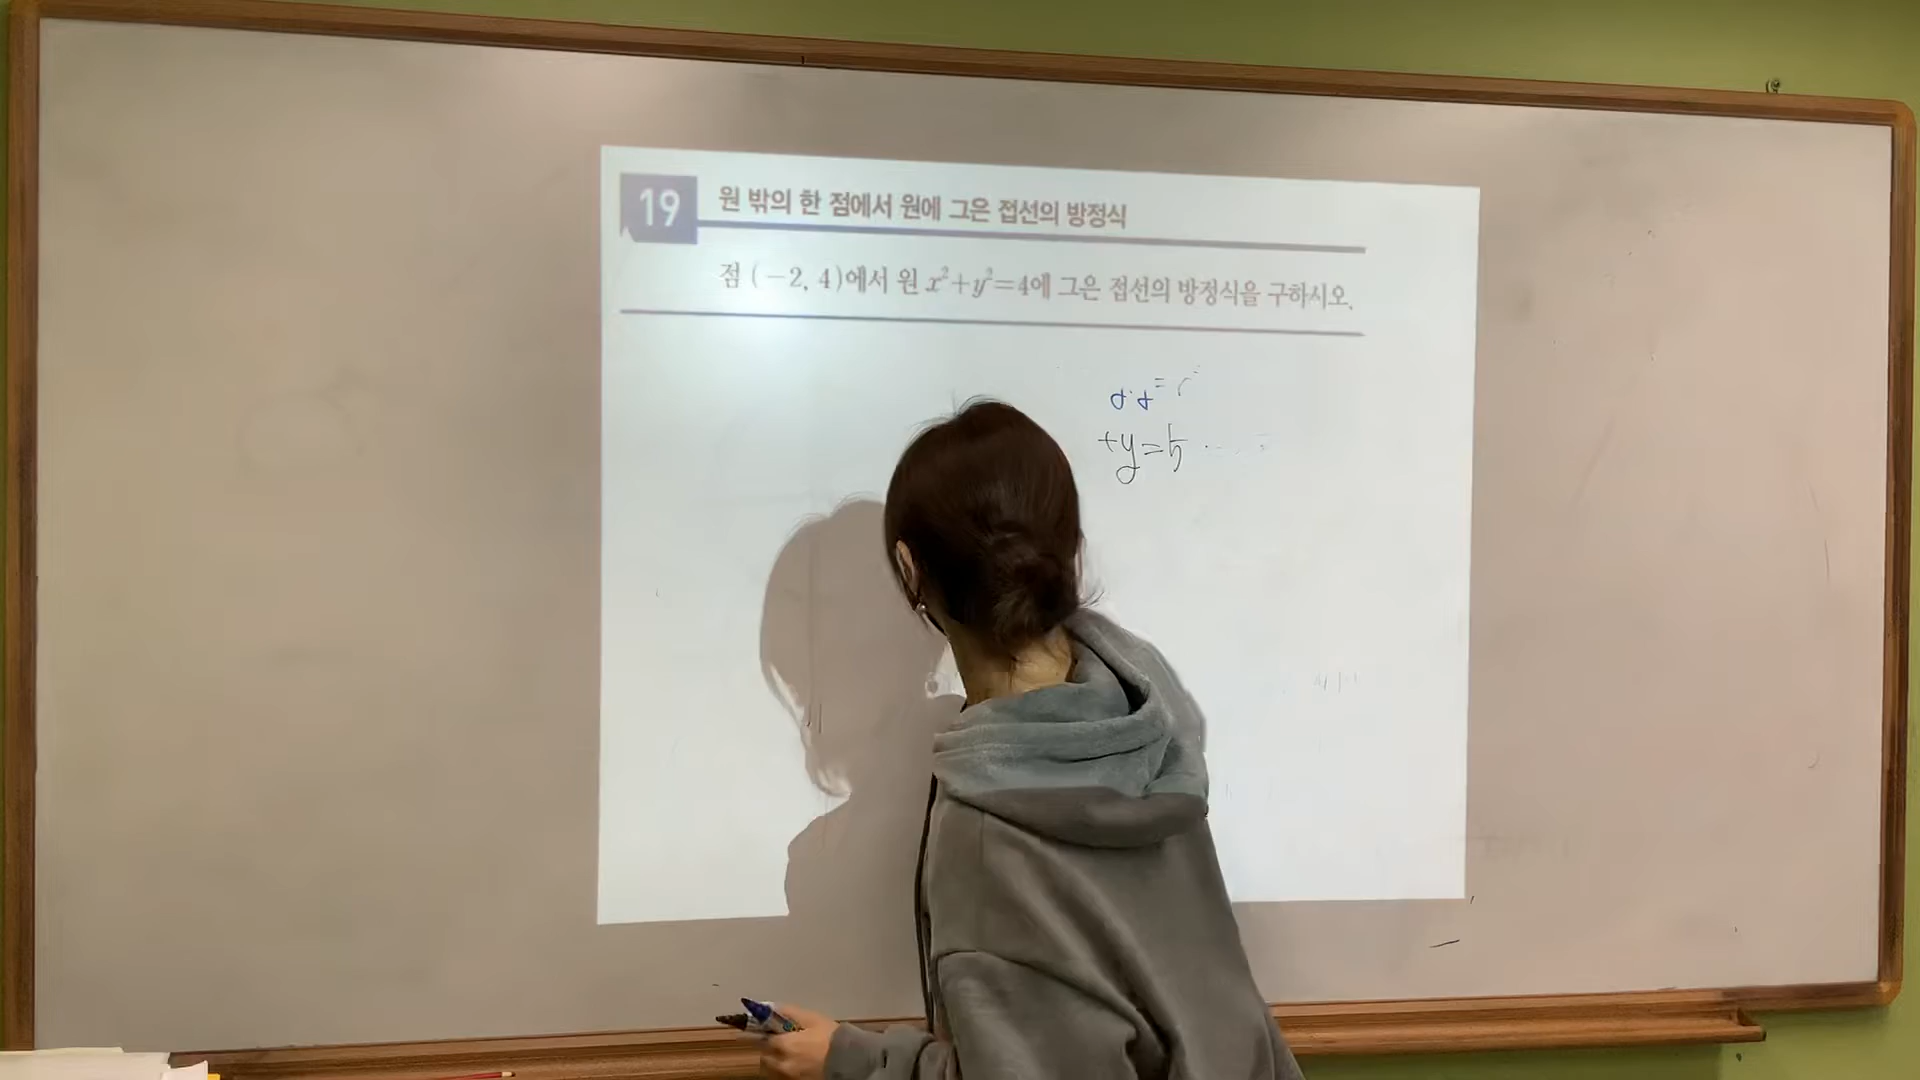 19 원 밖의 한 점에서 원에 그은 접선의 방정식
점 (−2, 4)에서 원 x²+y²=4에 그은 접선의 방정식을 구하시오.
+y=5